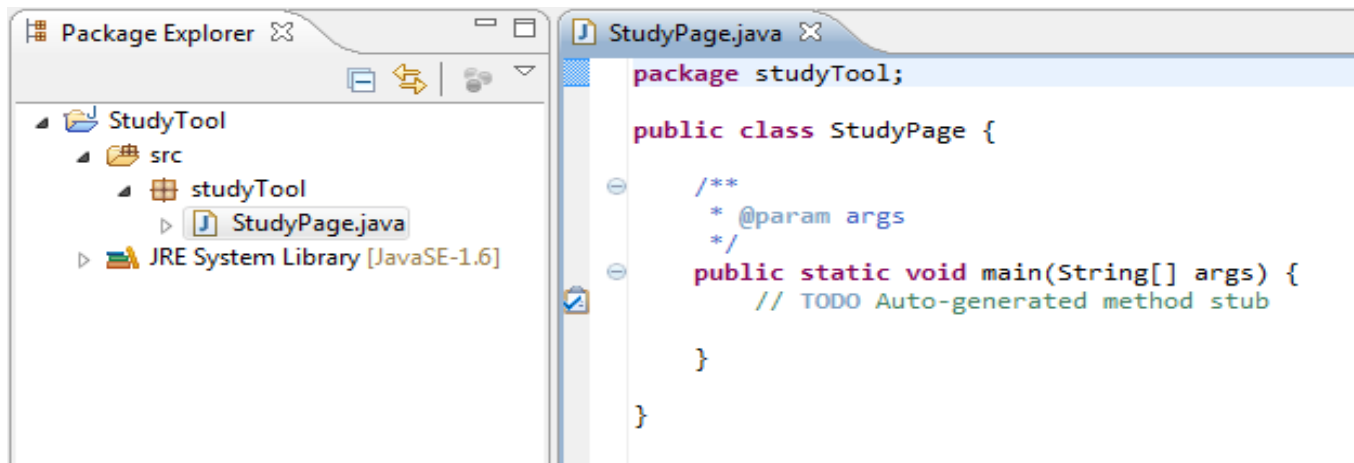 Package Explorer
StudyTool
src
studyTool
StudyPage.java
JRE System Library [JavaSE-1.6]
StudyPage.java
package studyTool;
public class StudyPage {
/**
* @param args
*/
public static void main(String[] args) {
// TODO Auto-generated method stub
}
}